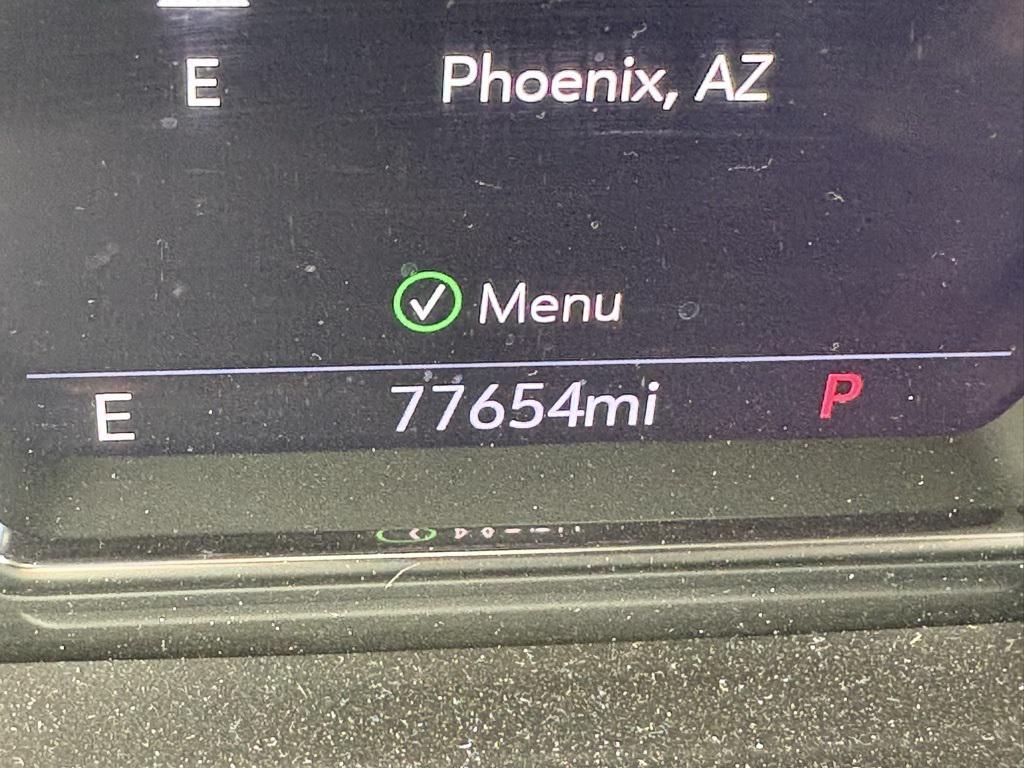 E Phoenix, AZ
Menu
E 77654mi P